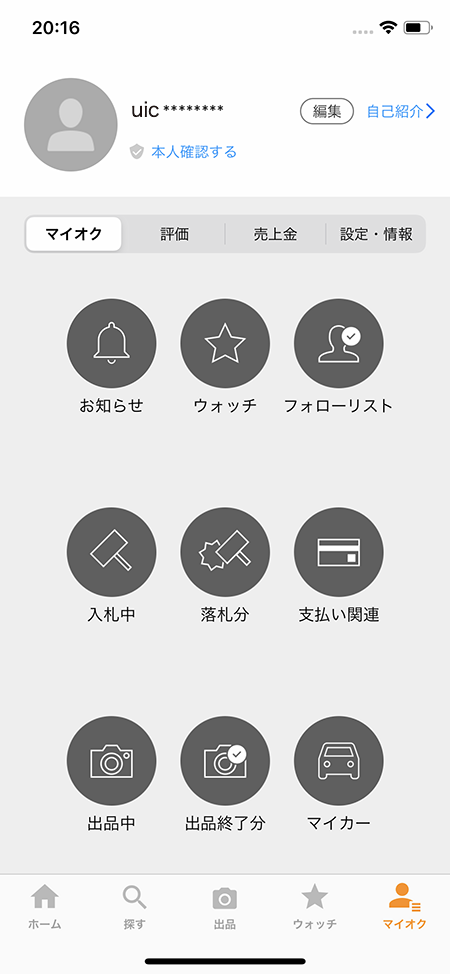 20:16
uic ********
編集
自己紹介
本人確認する
マイオク 評価 売上金 設定・情報
お知らせ ウォッチ フォローリスト
入札中 落札分 支払い関連
出品中 出品終了分 マイカー
ホーム 探す 出品 ウォッチ マイオク